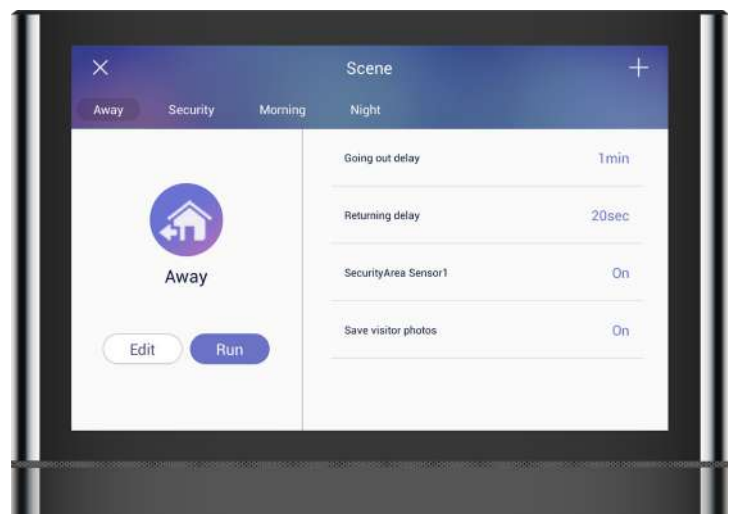 Scene
Away Security Morning Night
Away
Edit Run
Going out delay 1min
Returning delay 20sec
SecurityArea Sensor1 On
Save visitor photos On